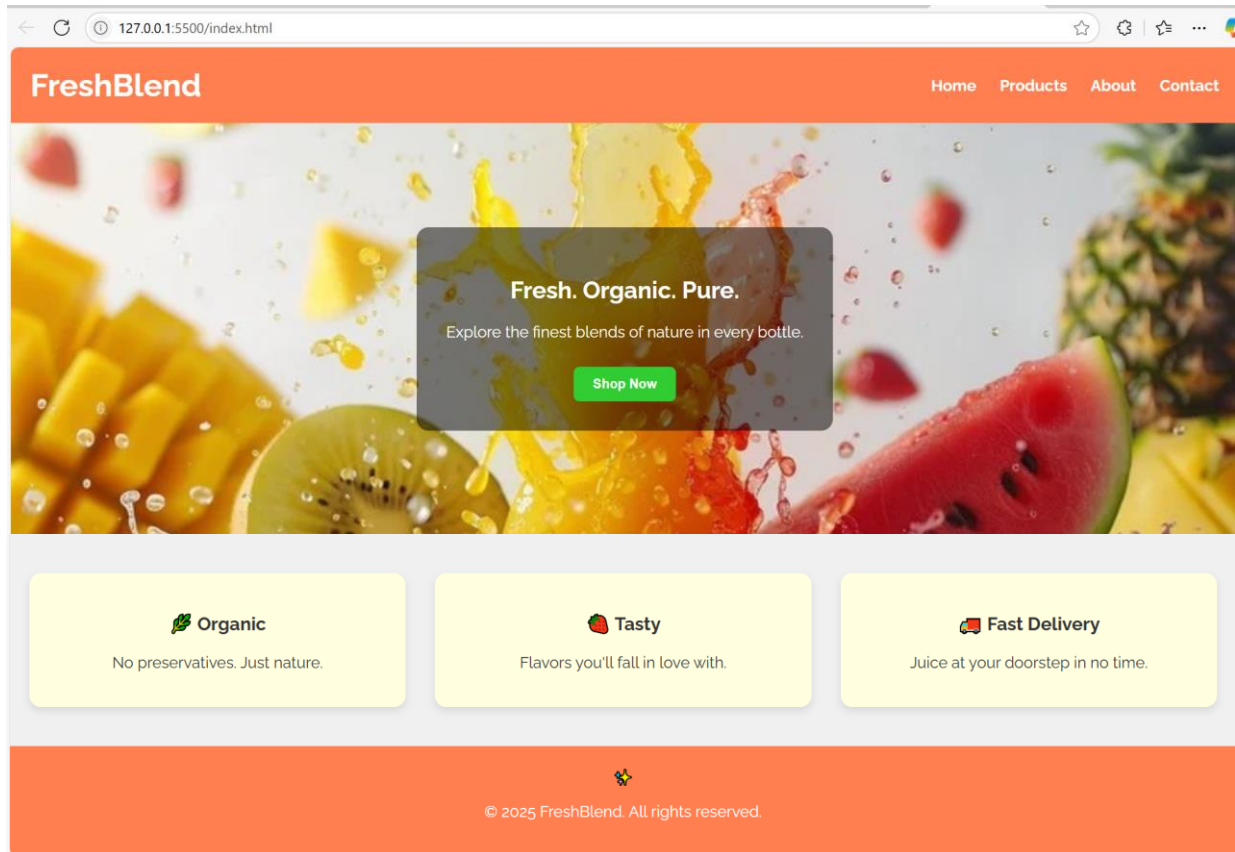 127.0.0.1:5500/index.html
FreshBlend
Home Products About Contact
Fresh. Organic. Pure.
Explore the finest blends of nature in every bottle.
Shop Now
🌿 Organic
No preservatives. Just nature.
🍓 Tasty
Flavors you'll fall in love with.
🚚 Fast Delivery
Juice at your doorstep in no time.
✨
© 2025 FreshBlend. All rights reserved.